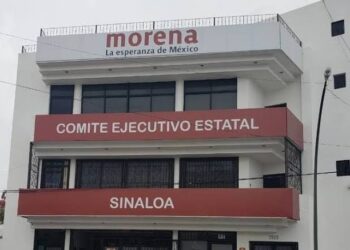 morena
La esperanza de México
COMITE EJECUTIVO ESTATAL
SINALOA